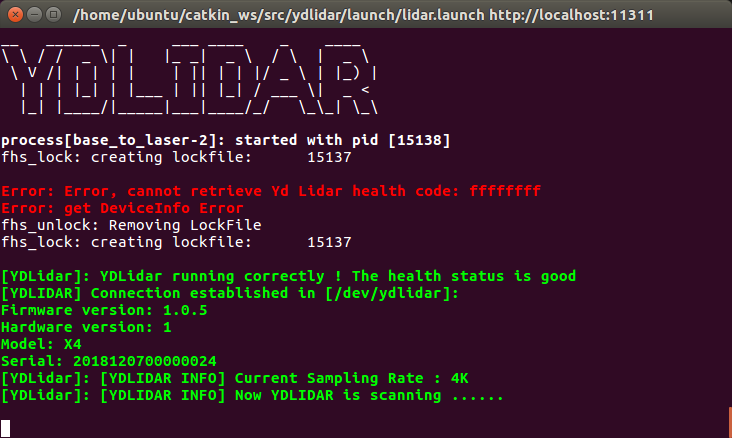 /home/ubuntu/catkin_ws/src/ydlidar/launch/lidar.launch http://localhost:11311
YDLIDAR
process[base_to_laser-2]: started with pid [15138]
fhs_lock: creating lockfile:      15137
Error: Error, cannot retrieve Yd Lidar health code: ffffffff
Error: get DeviceInfo Error
fhs_unlock: Removing LockFile
fhs_lock: creating lockfile:      15137
[YDLidar]: YDLidar running correctly ! The health status is good
[YDLIDAR] Connection established in [/dev/ydlidar]:
Firmware version: 1.0.5
Hardware version: 1
Model: X4
Serial: 2018120700000024
[YDLidar]: [YDLIDAR INFO] Current Sampling Rate : 4K
[YDLidar]: [YDLIDAR INFO] Now YDLIDAR is scanning ......